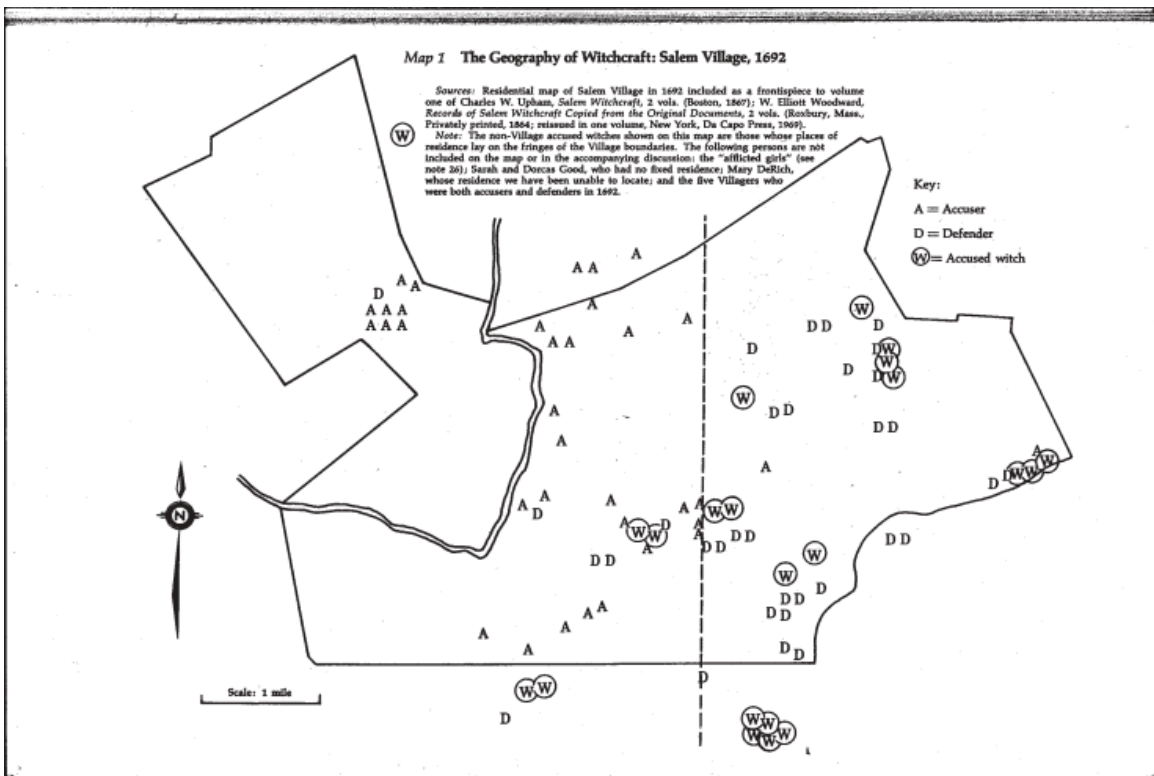 Map 1 The Geography of Witchcraft: Salem Village, 1692
Sources: Residential map of Salem Village in 1692 included as a frontispiece to volume
one of Charles W. Upham, Salem Witchcraft, 2 vols. (Boston, 1867); W. Elliott Woodward,
Records of Salem Witchcraft Copied from the Original Documents, 2 vols. (Roxbury, Mass.,
Privately printed, 1864; reissued in one volume, New York, Da Capo Press, 1969).
Note: The non-Village accused witches shown on this map are those whose places of
residence lay on the fringes of the Village boundaries. The following persons are not
included on the map or in the accompanying discussion: the "afflicted girls" (see
note 26); Sarah and Dorcas Good, who had no fixed residence; Mary DeRich,
whose residence we have been unable to locate; and the five Villagers who
were both accusers and defenders in 1692.
W
Key:
A = Accuser
D = Defender
W = Accused witch
A
A A
A A
D
A A A
A A A
A
W
A
A
A
D D
D
A A
D
D W
W
D
D W
W
A
D D
D D
A
A
W
A
D
D W W
A
A
A
D
A
A
A
A
A
W W
A
W W
D
A
D D
D D
D D
D D
W
W
D
D D
D D
A
A
A
A
A
D
D
D
W W
D
W W
W W W
N
Scale: 1 mile